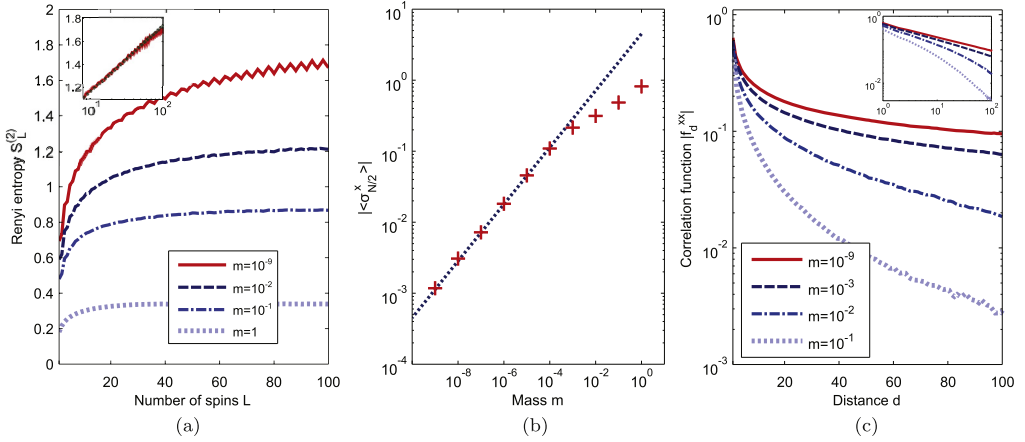 2
1.8
1.6
1.4
1.2
1
0.8
0.6
0.4
0.2
0
1.8
1.6
1.4
1.2
10¹
10²
m=10⁻⁹
m=10⁻²
m=10⁻¹
m=1
20 40 60 80 100
Renyi entropy S_L^(2)
Number of spins L
(a)
10¹
10⁰
10⁻¹
10⁻²
10⁻³
10⁻⁴
10⁻⁸ 10⁻⁶ 10⁻⁴ 10⁻² 10⁰
|<σ^x_N/2>|
Mass m
(b)
10⁰
10⁻¹
10⁻²
10⁻³
10⁰
10⁻²
10⁰ 10¹ 10²
m=10⁻⁹
m=10⁻³
m=10⁻²
m=10⁻¹
20 40 60 80 100
Correlation function |f_d^xx|
Distance d
(c)